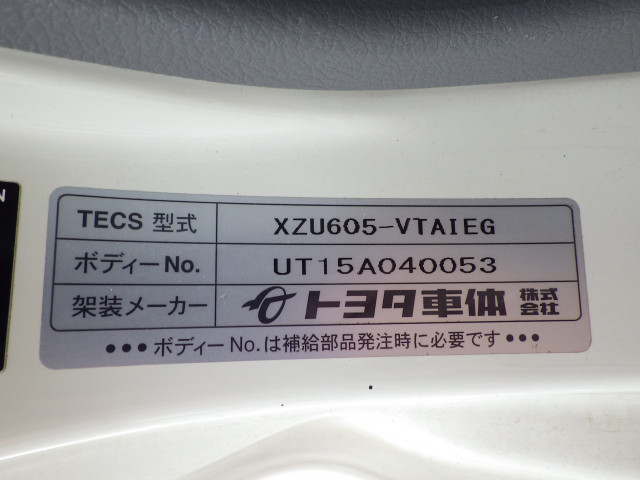 N
TECS 型式 XZU605-VTAIEG
ボディーNo. UT15A040053
架装メーカー トヨタ車体 株式会社
●●● ボディーNo.は補給部品発注時に必要です ●●●